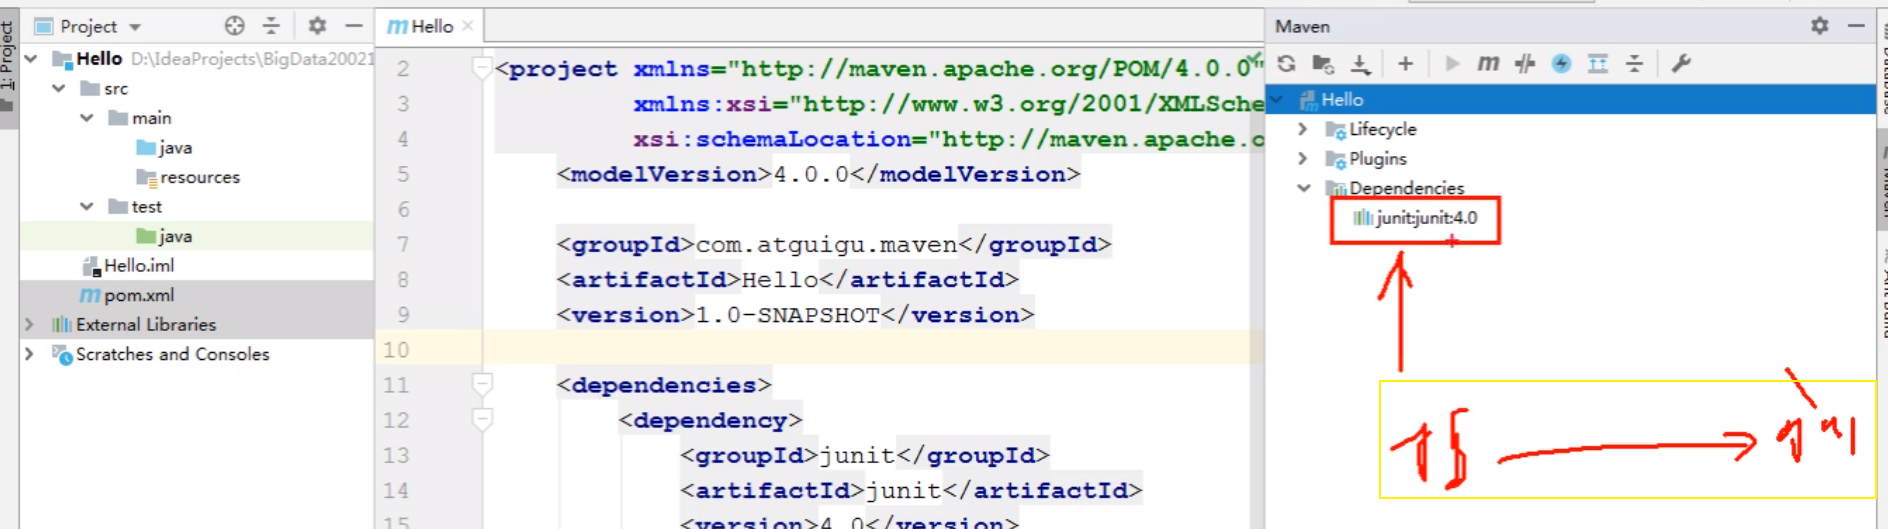 1: Project
Project
Hello D:\IdeaProjects\BigData20021
src
main
java
resources
test
java
Hello.iml
pom.xml
External Libraries
Scratches and Consoles
Hello
2 <project xmlns="http://maven.apache.org/POM/4.0.0"
3 xmlns:xsi="http://www.w3.org/2001/XMLSche
4 xsi:schemaLocation="http://maven.apache.o
5 <modelVersion>4.0.0</modelVersion>
6
7 <groupId>com.atguigu.maven</groupId>
8 <artifactId>Hello</artifactId>
9 <version>1.0-SNAPSHOT</version>
10
11 <dependencies>
12 <dependency>
13 <groupId>junit</groupId>
14 <artifactId>junit</artifactId>
15 <version>4.0</version>
Maven
Hello
Lifecycle
Plugins
Dependencies
junit:junit:4.0